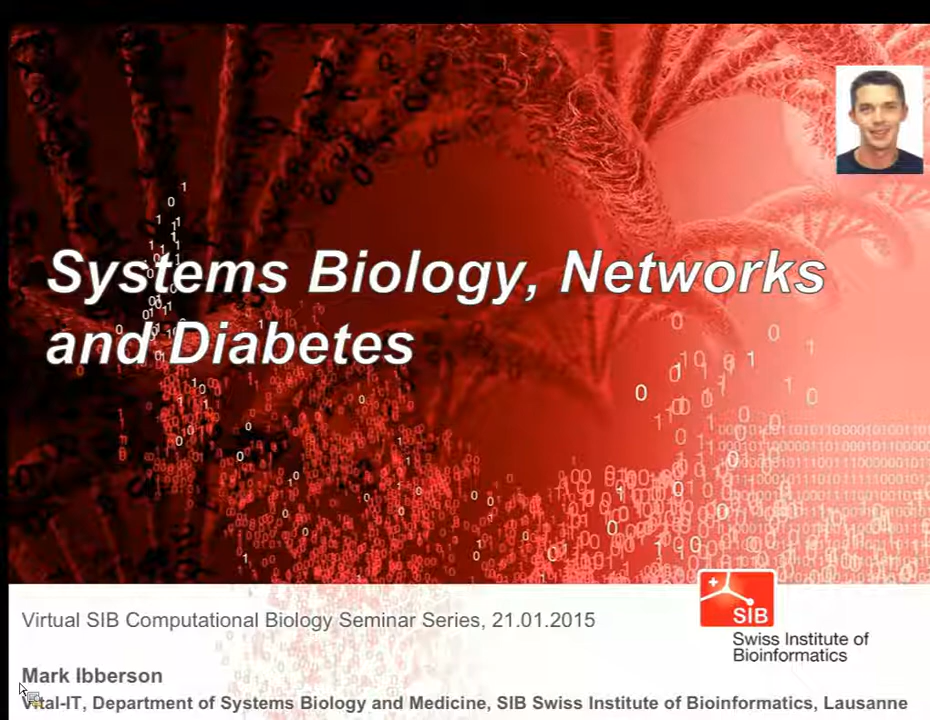 Systems Biology, Networks
and Diabetes
Virtual SIB Computational Biology Seminar Series, 21.01.2015
SIB
Swiss Institute of
Bioinformatics
Mark Ibberson
Vital-IT, Department of Systems Biology and Medicine, SIB Swiss Institute of Bioinformatics, Lausanne